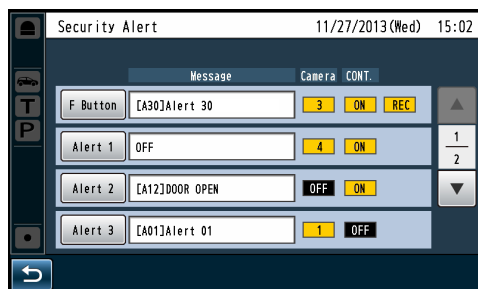 Security Alert 11/27/2013(Wed) 15:02
Message Camera CONT.
F Button [A30]Alert 30 3 ON REC
T
P
Alert 1 OFF 4 ON
1
2
Alert 2 [A12]DOOR OPEN OFF ON
Alert 3 [A01]Alert 01 1 OFF